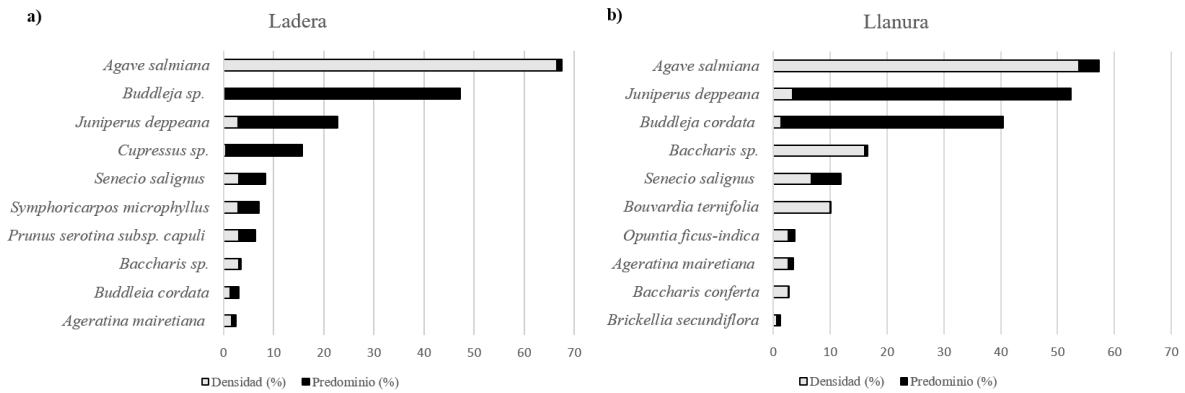 a)
Ladera
Agave salmiana
Buddleja sp.
Juniperus deppeana
Cupressus sp.
Senecio salignus
Symphoricarpos microphyllus
Prunus serotina subsp. capuli
Baccharis sp.
Buddleia cordata
Ageratina mairetiana
0 10 20 30 40 50 60 70
Densidad (%) Predominio (%)
b)
Llanura
Agave salmiana
Juniperus deppeana
Buddleja cordata
Baccharis sp.
Senecio salignus
Bouvardia ternifolia
Opuntia ficus-indica
Ageratina mairetiana
Baccharis conferta
Brickellia secundiflora
0 10 20 30 40 50 60 70
Densidad (%) Predominio (%)